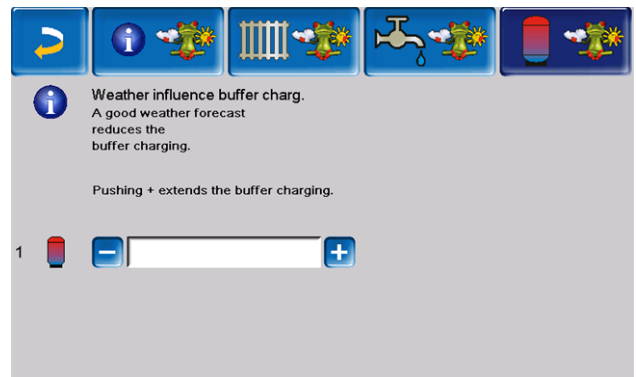 Weather influence buffer charg.
A good weather forecast
reduces the
buffer charging.
Pushing + extends the buffer charging.
1